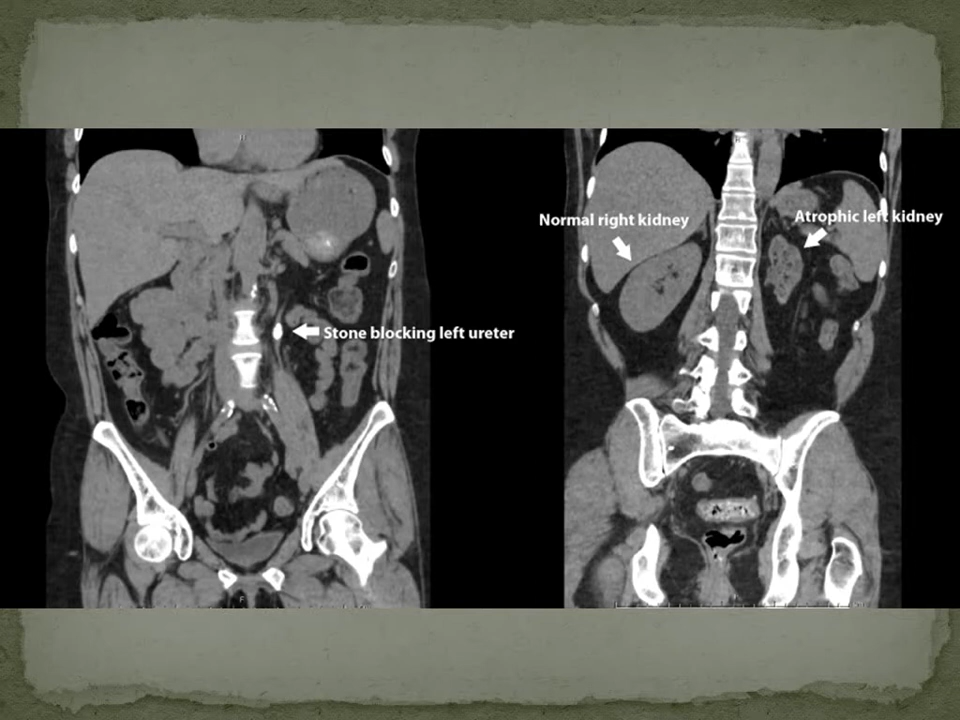 H
H
Normal right kidney
Atrophic left kidney
Stone blocking left ureter
F